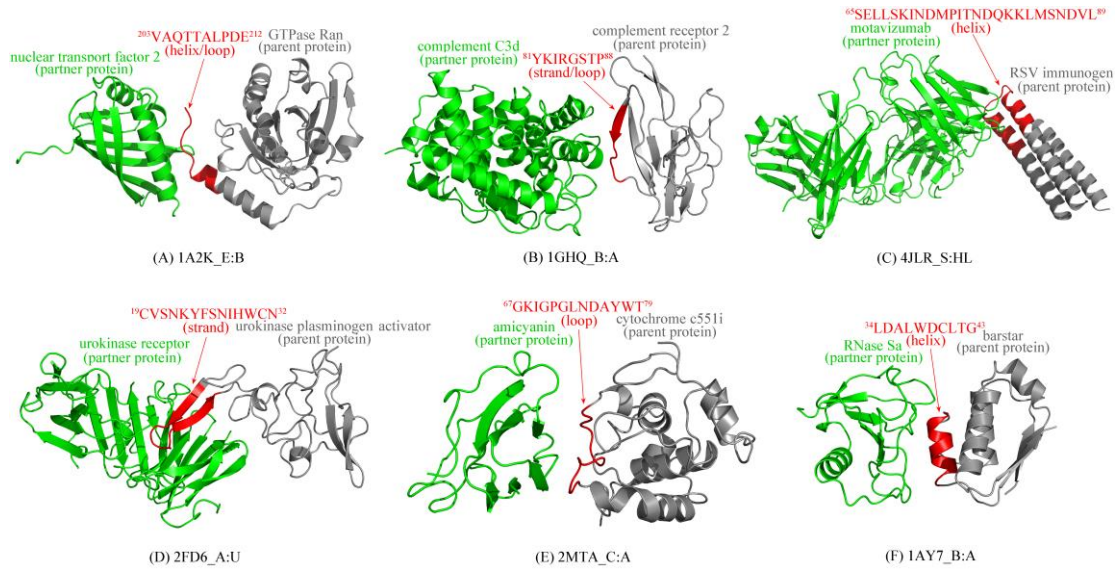 ²⁰³VAQTTALPDE²¹²
(helix/loop)
GTPase Ran
(parent protein)
nuclear transport factor 2
(partner protein)
(A) 1A2K_E:B
complement C3d
(partner protein)
⁸¹YKIRGSTP⁸⁸
(strand/loop)
complement receptor 2
(parent protein)
(B) 1GHQ_B:A
⁶⁵SELLSKINDMPITNDQKKLMSNDVL⁸⁹
(helix)
motavizumab
(partner protein)
RSV immunogen
(parent protein)
(C) 4JLR_S:HL
¹⁹CVSNKYFSNIHWCN³²
(strand)
urokinase receptor
(partner protein)
urokinase plasminogen activator
(parent protein)
(D) 2FD6_A:U
⁶⁷GKIGPGLNDAYWT⁷⁹
(loop)
amicyanin
(partner protein)
cytochrome c551i
(parent protein)
(E) 2MTA_C:A
³⁴LDALWDCLTG⁴³
(helix)
RNase Sa
(partner protein)
barstar
(parent protein)
(F) 1AY7_B:A